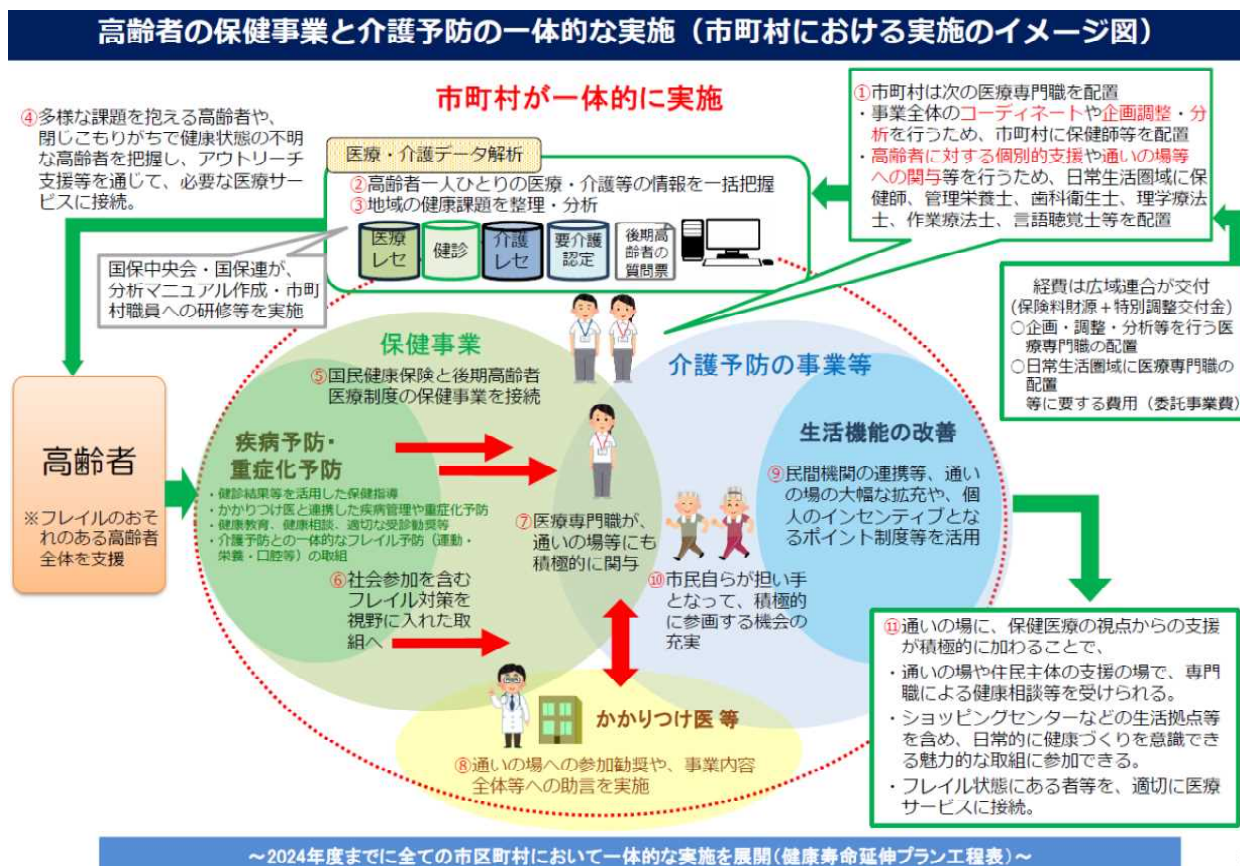 高齢者の保健事業と介護予防の一体的な実施（市町村における実施のイメージ図）
市町村が一体的に実施
④多様な課題を抱える高齢者や、
閉じこもりがちで健康状態の不明
な高齢者を把握し、アウトリーチ
支援等を通じて、必要な医療サー
ビスに接続。
医療・介護データ解析
②高齢者一人ひとりの医療・介護等の情報を一括把握
③地域の健康課題を整理・分析
医療
レセ
健診
介護
レセ
要介護
認定
後期高
齢者の
質問票
①市町村は次の医療専門職を配置
・事業全体のコーディネートや企画調整・分
析を行うため、市町村に保健師等を配置
・高齢者に対する個別的支援や通いの場等
への関与等を行うため、日常生活圏域に保
健師、管理栄養士、歯科衛生士、理学療法
士、作業療法士、言語聴覚士等を配置
国保中央会・国保連が、
分析マニュアル作成・市町
村職員への研修等を実施
経費は広域連合が交付
(保険料財源＋特別調整交付金)
○企画・調整・分析等を行う医
療専門職の配置
○日常生活圏域に医療専門職の
配置
等に要する費用（委託事業費）
高齢者
※フレイルのおそ
れのある高齢者
全体を支援
保健事業
⑤国民健康保険と後期高齢者
医療制度の保健事業を接続
疾病予防・
重症化予防
・健診結果等を活用した保健指導
・かかりつけ医と連携した疾病管理や重症化予防
・健康教育、健康相談、適切な受診勧奨等
・介護予防との一体的なフレイル予防（運動・
栄養・口腔等）の取組
⑥社会参加を含む
フレイル対策を
視野に入れた取
組へ
⑦医療専門職が、
通いの場等にも
積極的に関与
介護予防の事業等
生活機能の改善
⑨民間機関の連携等、通い
の場の大幅な拡充や、個
人のインセンティブとな
るポイント制度等を活用
⑩市民自らが担い手
となって、積極的
に参画する機会の
充実
かかりつけ医 等
⑧通いの場への参加勧奨や、事業内容
全体等への助言を実施
⑪通いの場に、保健医療の視点からの支援
が積極的に加わることで、
・通いの場や住民主体の支援の場で、専門
職による健康相談等を受けられる。
・ショッピングセンターなどの生活拠点等
を含め、日常的に健康づくりを意識でき
る魅力的な取組に参加できる。
・フレイル状態にある者等を、適切に医療
サービスに接続。
～2024年度までに全ての市区町村において一体的な実施を展開(健康寿命延伸プラン工程表)～